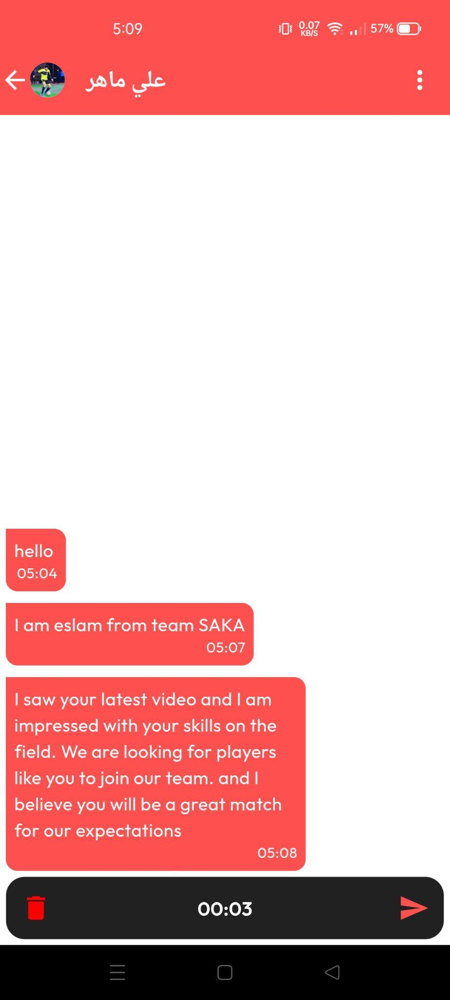 5:09
0.07
KB/S
57%
علي ماهر
hello
05:04
I am eslam from team SAKA
05:07
I saw your latest video and I am
impressed with your skills on the
field. We are looking for players
like you to join our team. and I
believe you will be a great match
for our expectations
05:08
00:03